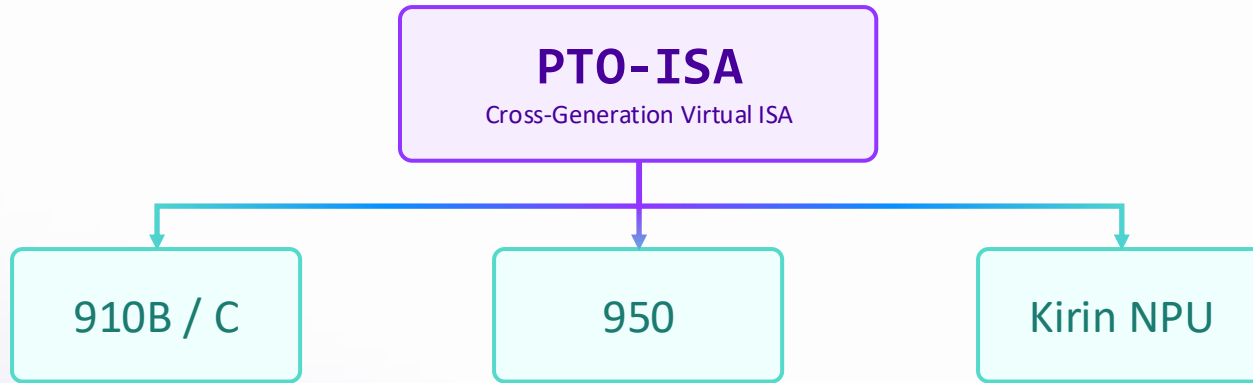 PTO-ISA
Cross-Generation Virtual ISA
910B / C
950
Kirin NPU